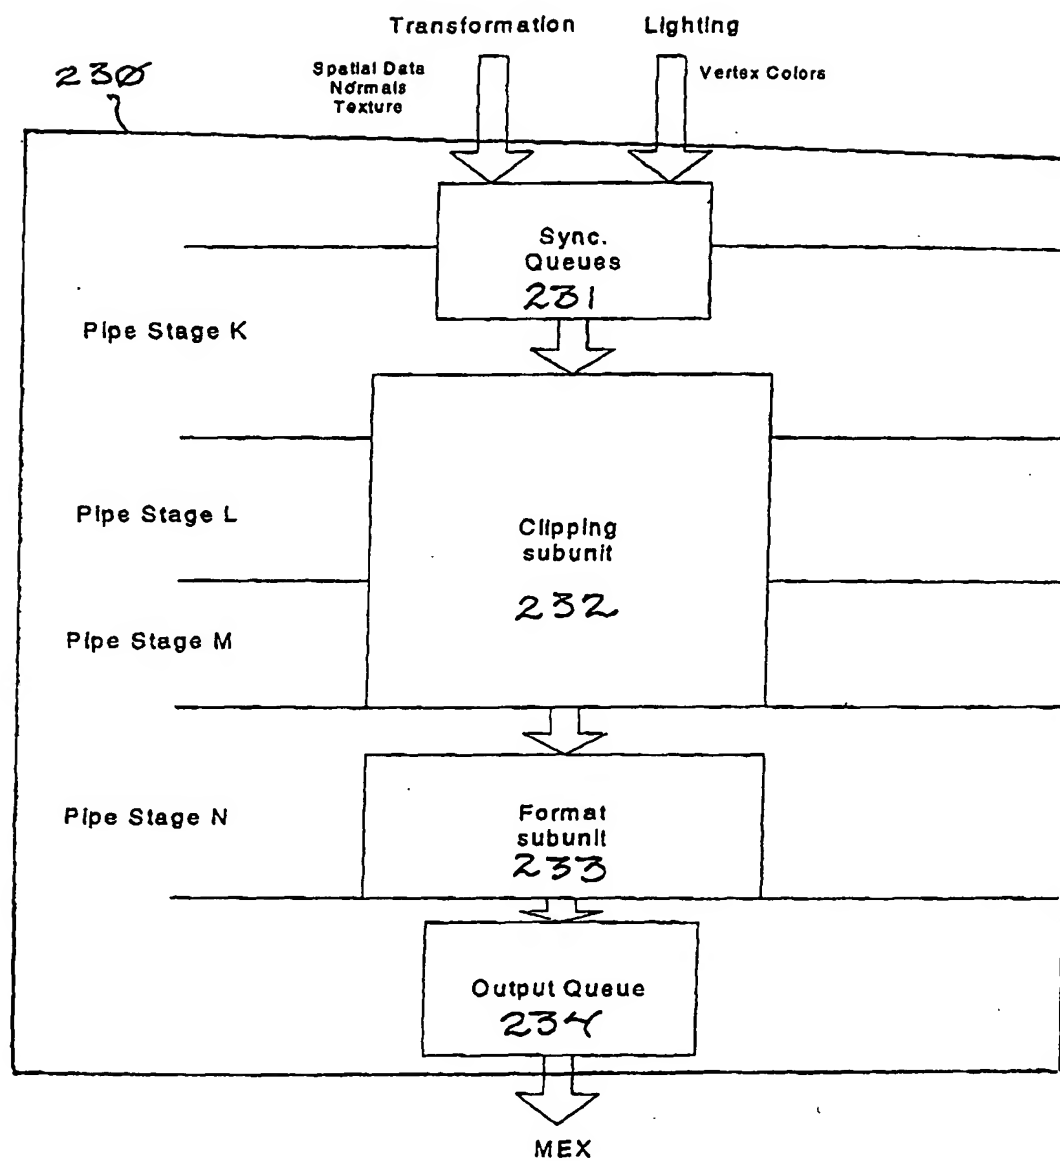 Transformation Lighting
Spatial Data
Normals
Texture
Vertex Colors
230
Sync.
Queues
231
Pipe Stage K
Pipe Stage L
Clipping
subunit
232
Pipe Stage M
Pipe Stage N
Format
subunit
233
Output Queue
234
MEX